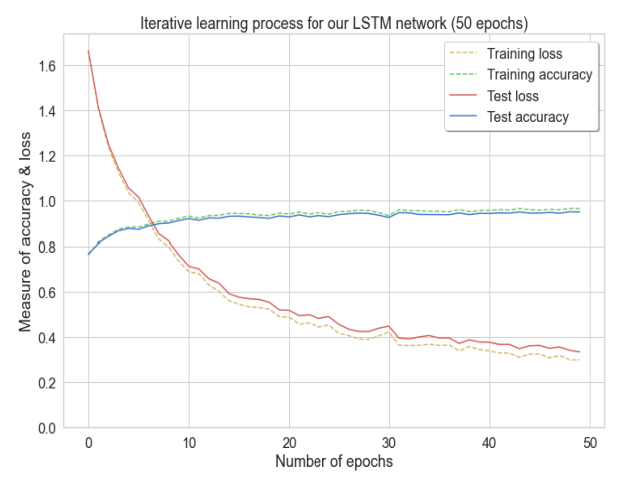 Iterative learning process for our LSTM network (50 epochs)
Training loss
Training accuracy
Test loss
Test accuracy
Measure of accuracy & loss
1.6
1.4
1.2
1.0
0.8
0.6
0.4
0.2
0.0
0 10 20 30 40 50
Number of epochs